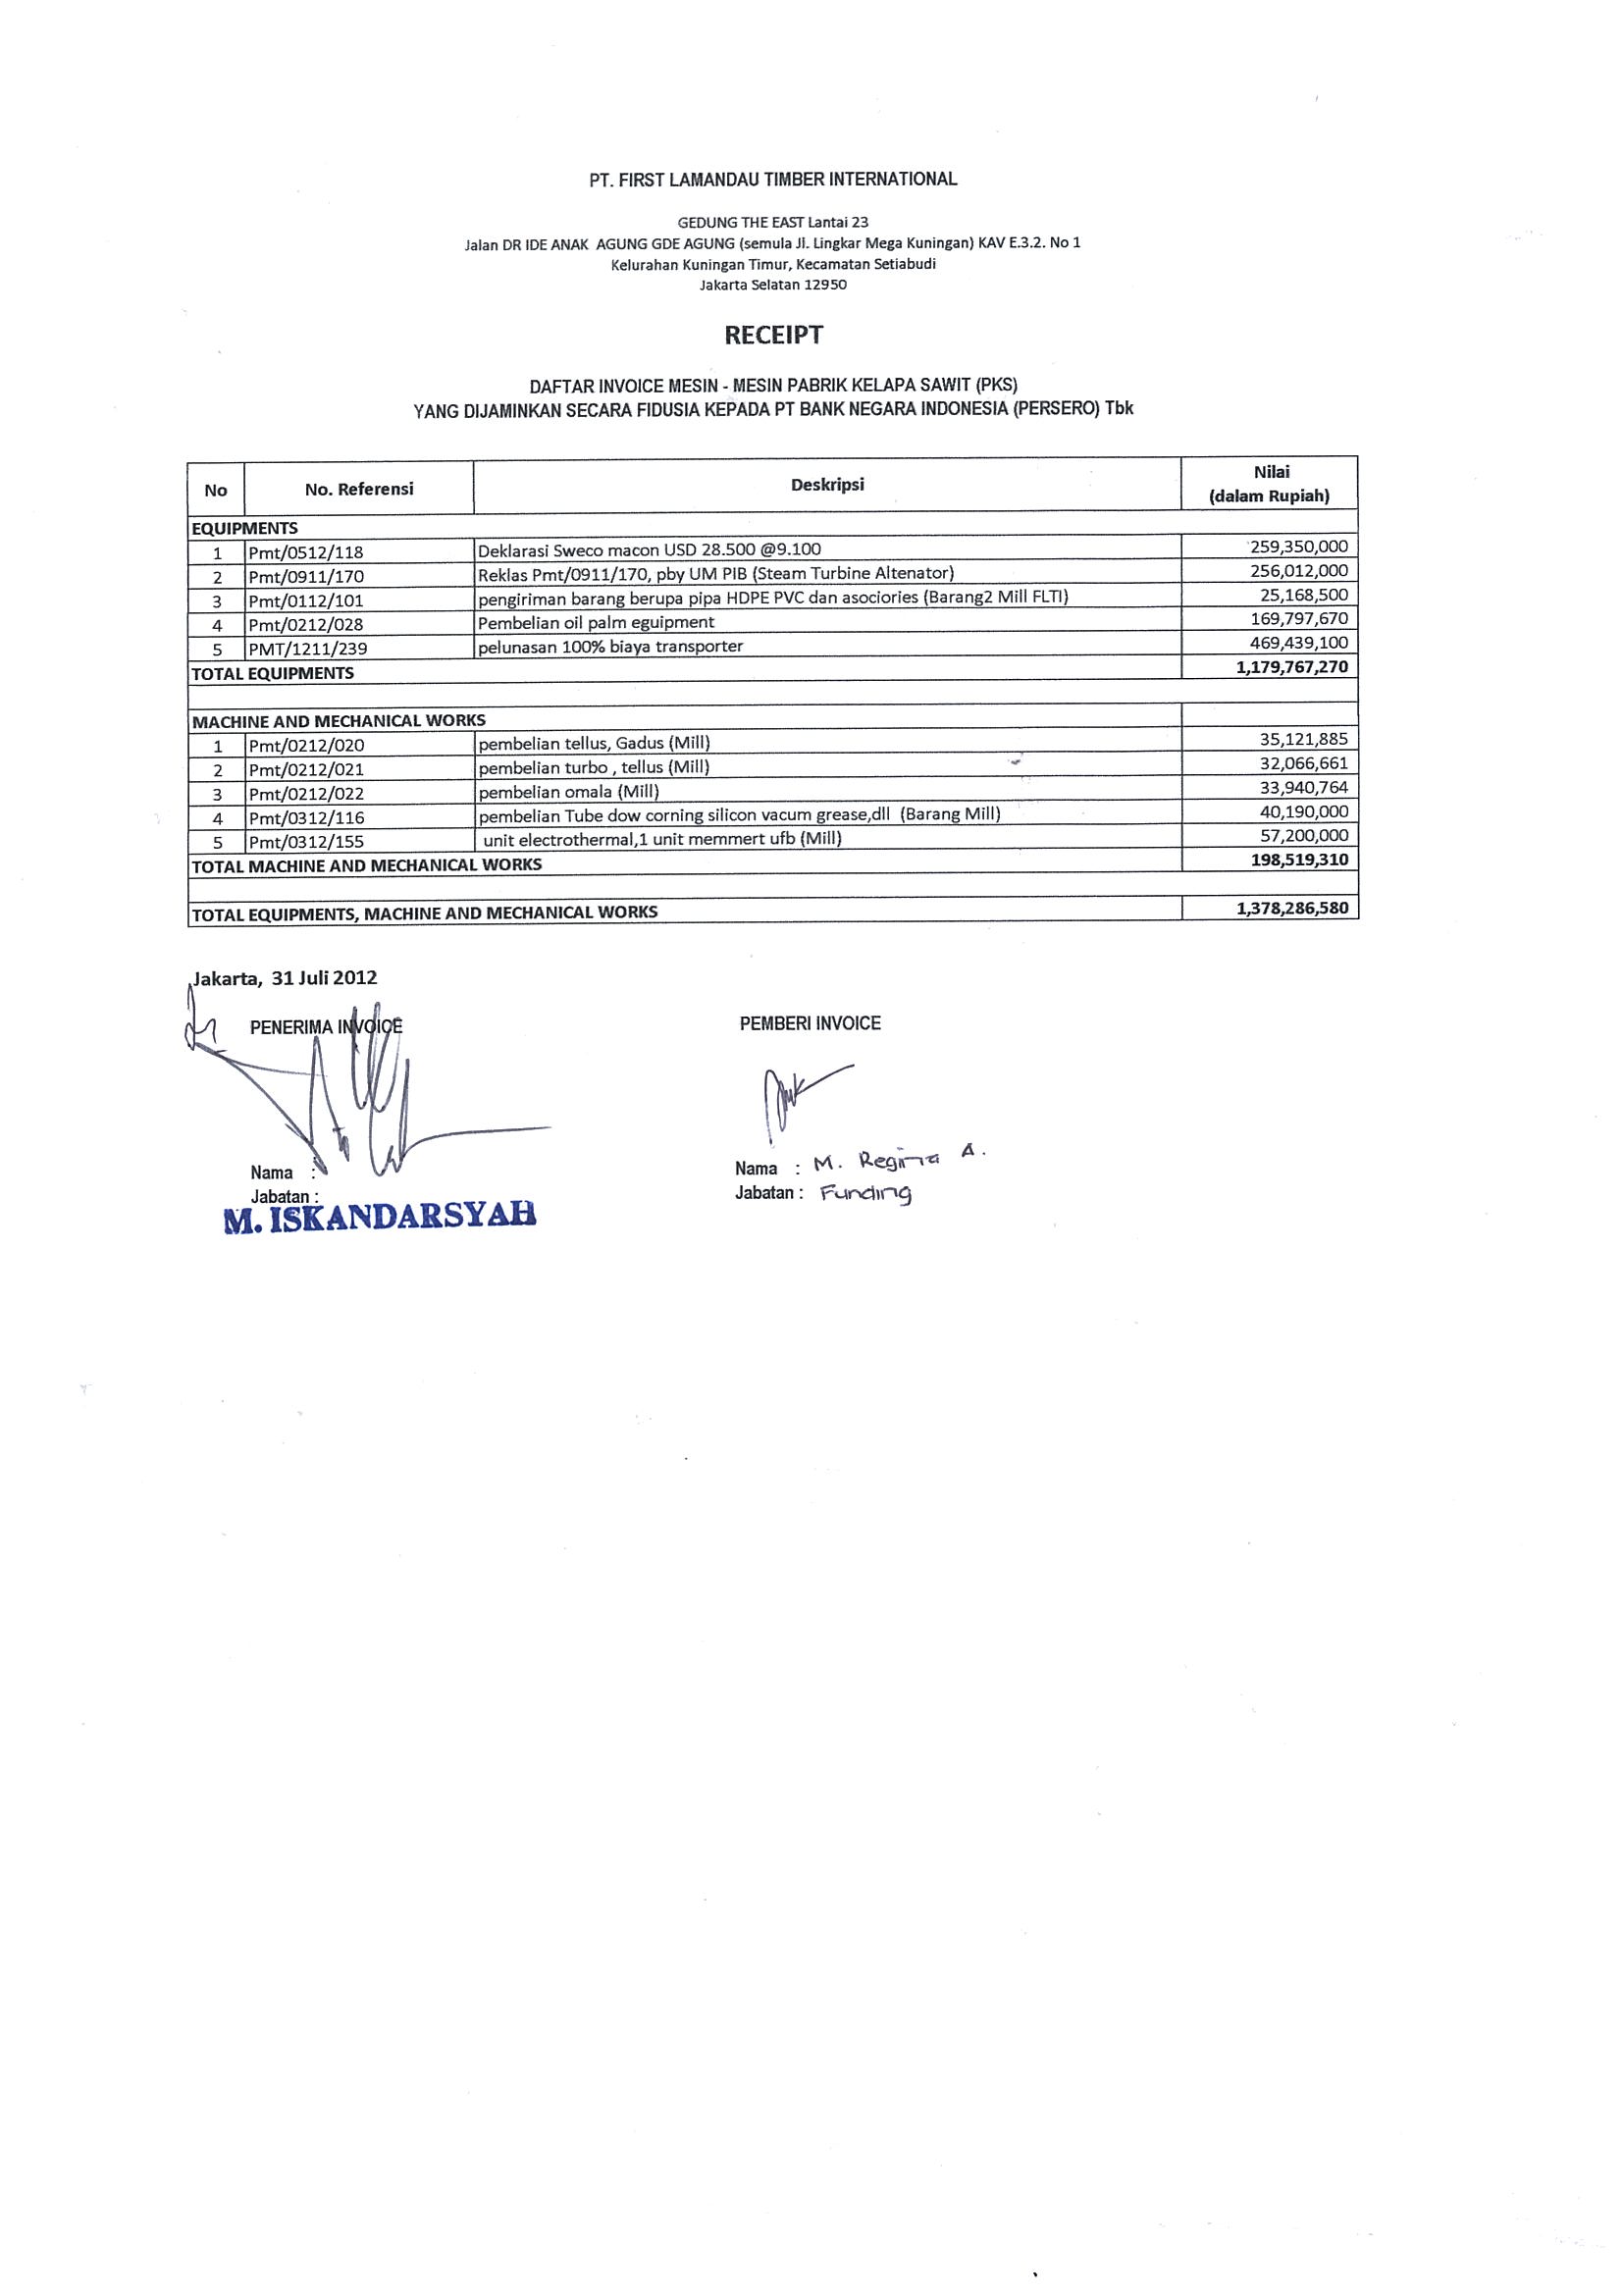 PT. FIRST LAMANDAU TIMBER INTERNATIONAL
GEDUNG THE EAST Lantai 23
Jalan DR IDE ANAK AGUNG GDE AGUNG (semula Jl. Lingkar Mega Kuningan) KAV E.3.2. No 1
Kelurahan Kuningan Timur, Kecamatan Setiabudi
Jakarta Selatan 12950
RECEIPT
DAFTAR INVOICE MESIN - MESIN PABRIK KELAPA SAWIT (PKS)
YANG DIJAMINKAN SECARA FIDUSIA KEPADA PT BANK NEGARA INDONESIA (PERSERO) Tbk
No No. Referensi Deskripsi Nilai (dalam Rupiah)
EQUIPMENTS
1 Pmt/0512/118 Deklarasi Sweco macon USD 28.500 @9.100 259,350,000
2 Pmt/0911/170 Reklas Pmt/0911/170, pby UM PIB (Steam Turbine Altenator) 256,012,000
3 Pmt/0112/101 pengiriman barang berupa pipa HDPE PVC dan asociories (Barang2 Mill FLTI) 25,168,500
4 Pmt/0212/028 Pembelian oil palm eguipment 169,797,670
5 PMT/1211/239 pelunasan 100% biaya transporter 469,439,100
TOTAL EQUIPMENTS 1,179,767,270
MACHINE AND MECHANICAL WORKS
1 Pmt/0212/020 pembelian tellus, Gadus (Mill) 35,121,885
2 Pmt/0212/021 pembelian turbo , tellus (Mill) 32,066,661
3 Pmt/0212/022 pembelian omala (Mill) 33,940,764
4 Pmt/0312/116 pembelian Tube dow corning silicon vacum grease,dll (Barang Mill) 40,190,000
5 Pmt/0312/155 unit electrothermal,1 unit memmert ufb (Mill) 57,200,000
TOTAL MACHINE AND MECHANICAL WORKS 198,519,310
TOTAL EQUIPMENTS, MACHINE AND MECHANICAL WORKS 1,378,286,580
Jakarta, 31 Juli 2012
PENERIMA INVOICE PEMBERI INVOICE
Nama : Nama : M. Regina A.
Jabatan : Jabatan : Funding
M. ISKANDARSYAH